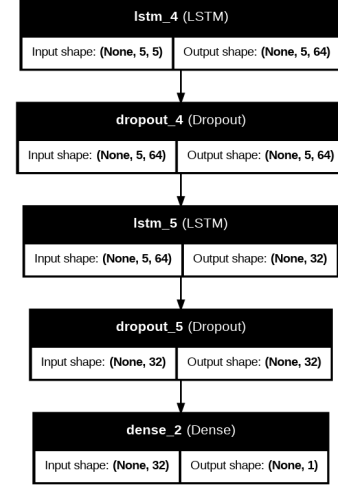 lstm_4 (LSTM)
Input shape: (None, 5, 5) Output shape: (None, 5, 64)
dropout_4 (Dropout)
Input shape: (None, 5, 64) Output shape: (None, 5, 64)
lstm_5 (LSTM)
Input shape: (None, 5, 64) Output shape: (None, 32)
dropout_5 (Dropout)
Input shape: (None, 32) Output shape: (None, 32)
dense_2 (Dense)
Input shape: (None, 32) Output shape: (None, 1)